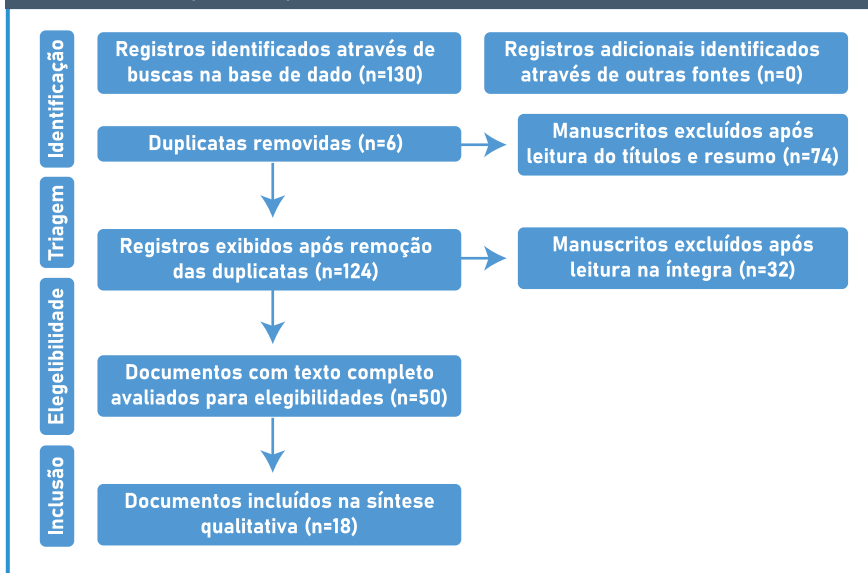 Identificação
Registros identificados através de
buscas na base de dado (n=130)
Registros adicionais identificados
através de outras fontes (n=0)
Duplicatas removidas (n=6)
Manuscritos excluídos após
leitura do títulos e resumo (n=74)
Triagem
Registros exibidos após remoção
das duplicatas (n=124)
Manuscritos excluídos após
leitura na íntegra (n=32)
Elegelibilidade
Documentos com texto completo
avaliados para elegibilidades (n=50)
Inclusão
Documentos incluídos na síntese
qualitativa (n=18)